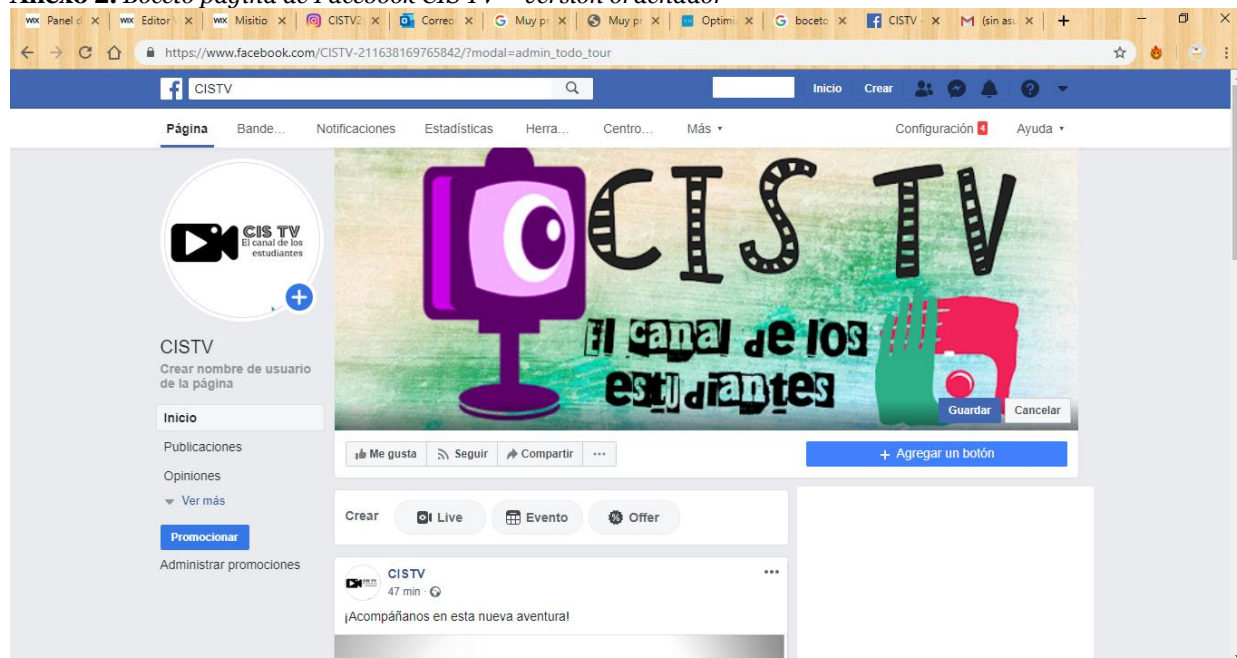 Anexo 2. Boceto página de Facebook CIS TV – versión ordenador
Panel d Editor Misitio CISTV2 Correo Muy pr Muy pr Optimi boceto CISTV - (sin asu
https://www.facebook.com/CISTV-211638169765842/?modal=admin_todo_tour
CISTV Inicio Crear
Página Bande... Notificaciones Estadísticas Herra... Centro... Más Configuración 4 Ayuda
CIS TV
El canal de los
estudiantes
CIS TV
El canal de los
estudiantes
Guardar Cancelar
CISTV
Crear nombre de usuario
de la página
Inicio
Publicaciones
Opiniones
Ver más
Promocionar
Administrar promociones
Me gusta Seguir Compartir ... + Agregar un botón
Crear Live Evento Offer
CISTV
47 min ·
¡Acompáñanos en esta nueva aventura!